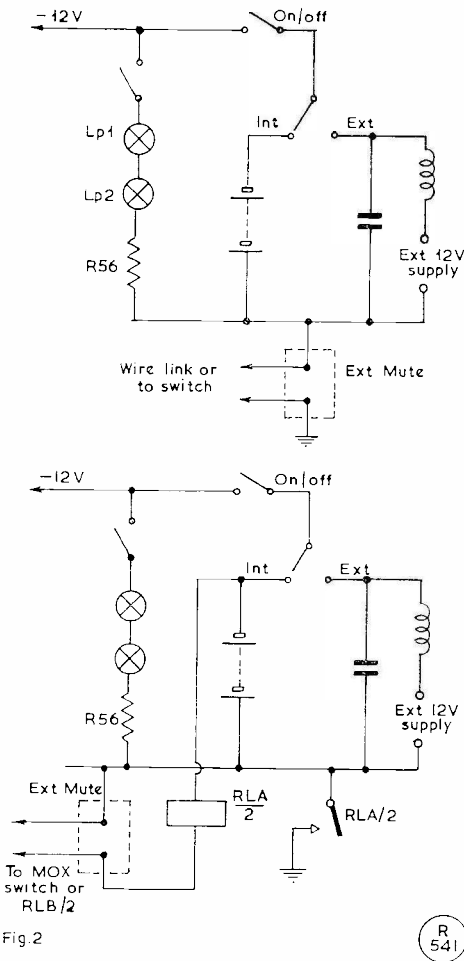 -12V
On/off
Int
Ext
Lp1
Lp2
R56
Ext 12V
supply
Wire link or
to switch
Ext Mute
-12V
On/off
Int
Ext
R56
Ext 12V
supply
Ext Mute
RLA
2
RLA/2
To MOX
switch or
RLB/2
Fig.2
R
541